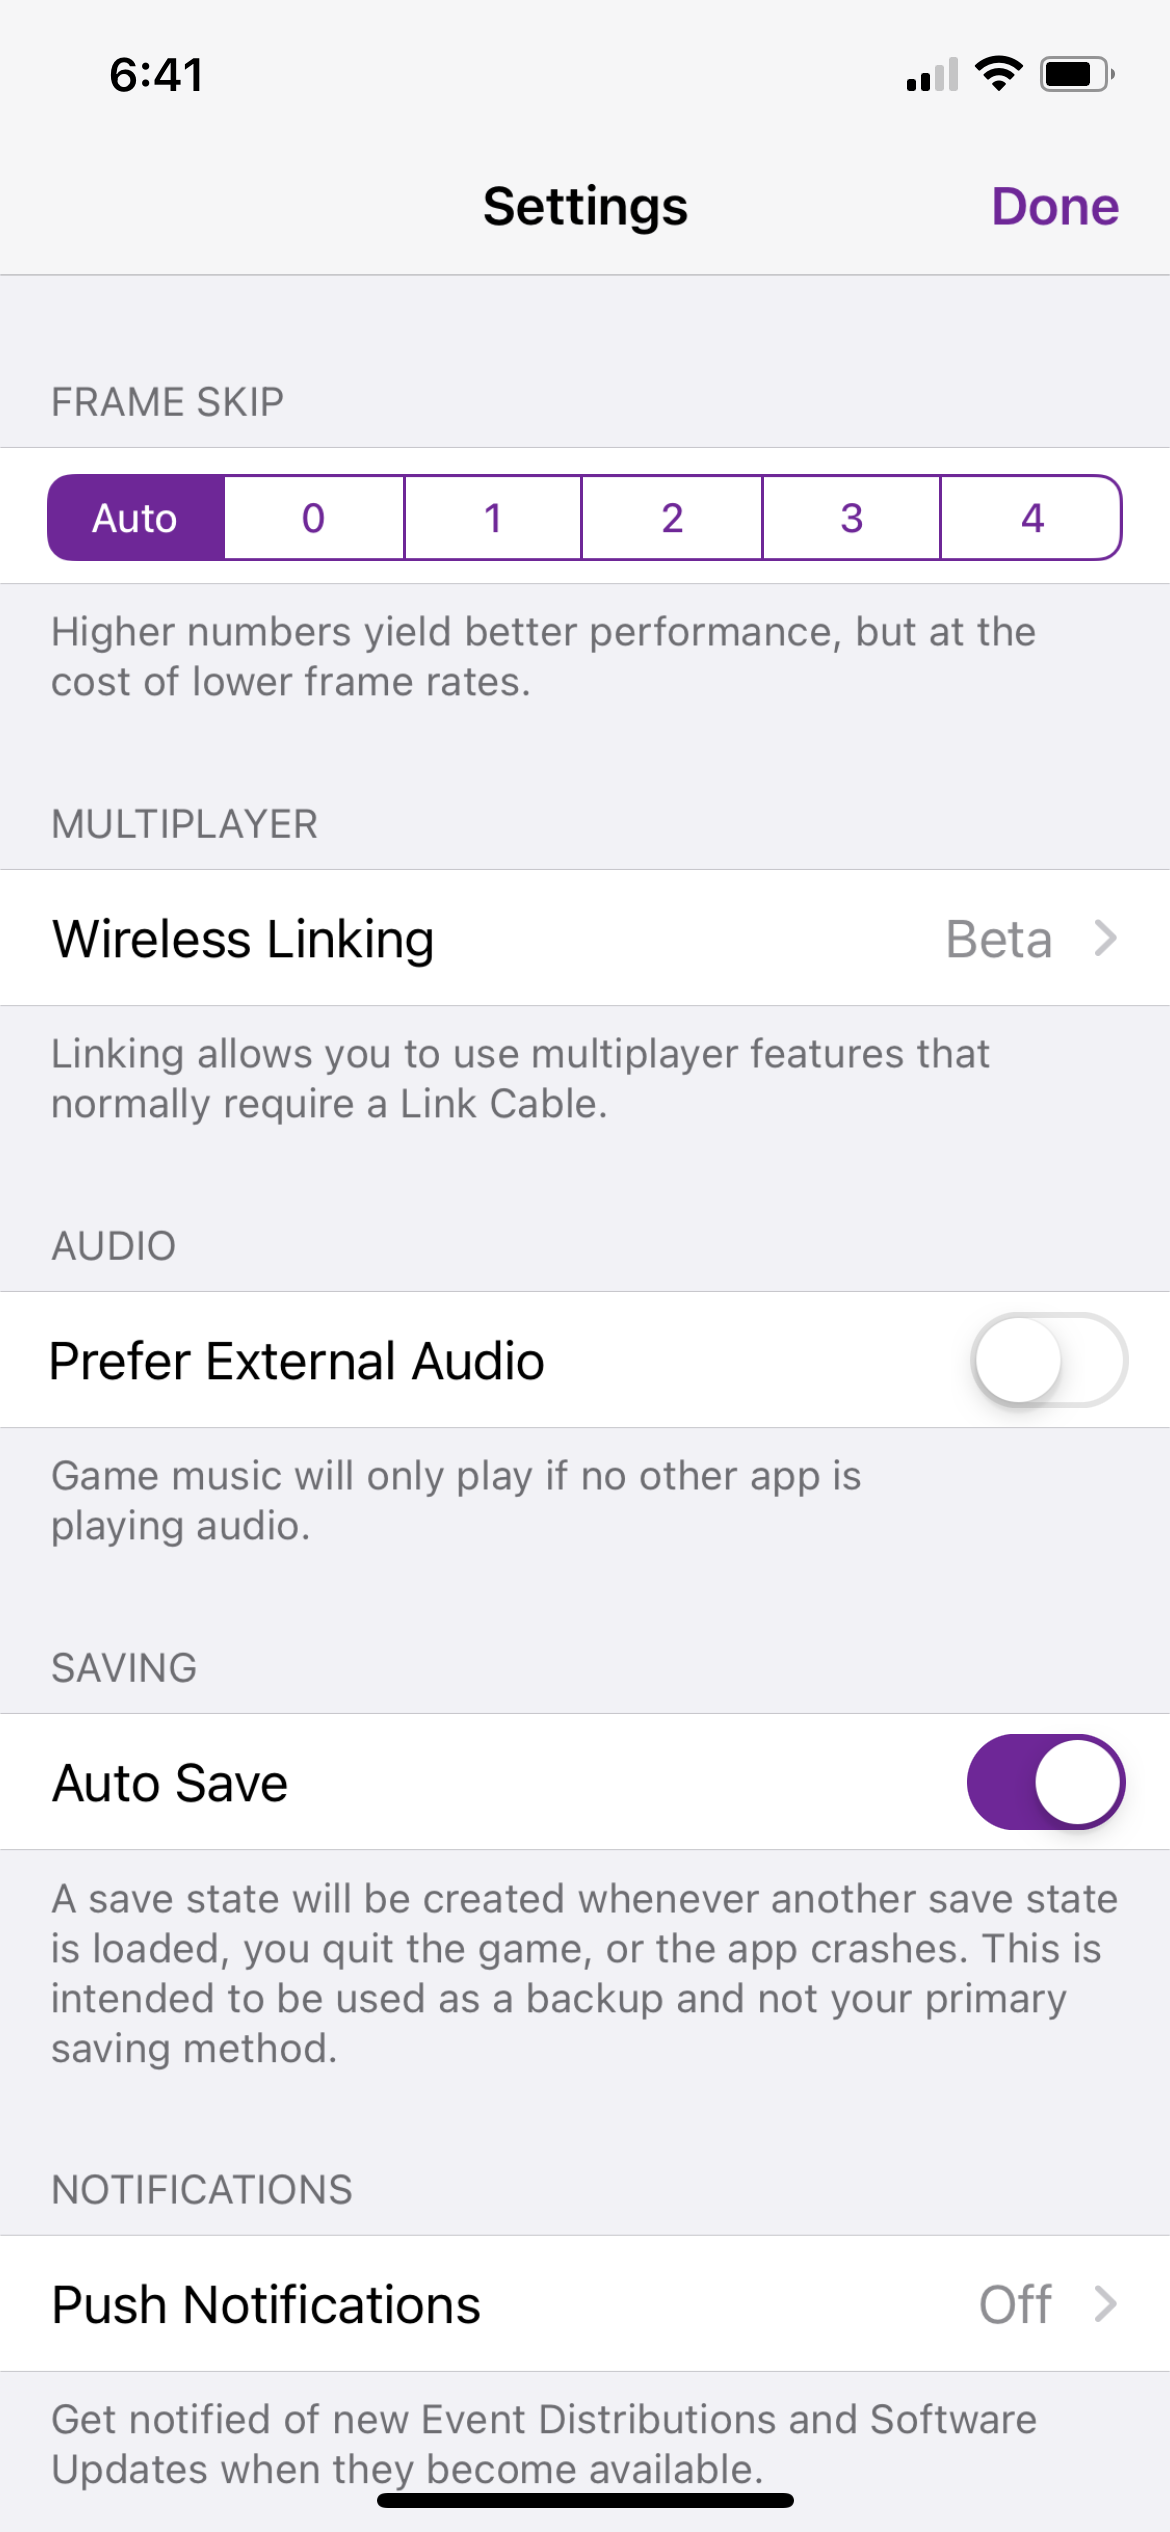 6:41
Settings
Done
FRAME SKIP
Auto 0 1 2 3 4
Higher numbers yield better performance, but at the
cost of lower frame rates.
MULTIPLAYER
Wireless Linking Beta
Linking allows you to use multiplayer features that
normally require a Link Cable.
AUDIO
Prefer External Audio
Game music will only play if no other app is
playing audio.
SAVING
Auto Save
A save state will be created whenever another save state
is loaded, you quit the game, or the app crashes. This is
intended to be used as a backup and not your primary
saving method.
NOTIFICATIONS
Push Notifications Off
Get notified of new Event Distributions and Software
Updates when they become available.